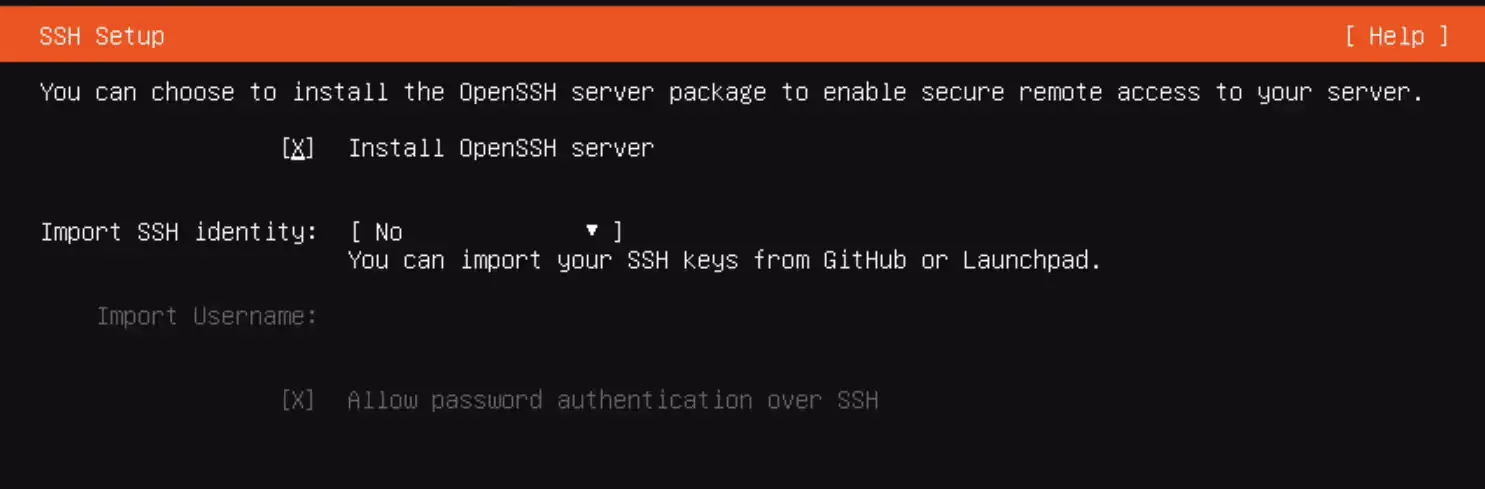 SSH Setup [ Help ]
You can choose to install the OpenSSH server package to enable secure remote access to your server.
[X] Install OpenSSH server
Import SSH identity: [ No ▼ ]
You can import your SSH keys from GitHub or Launchpad.
Import Username:
[X] Allow password authentication over SSH